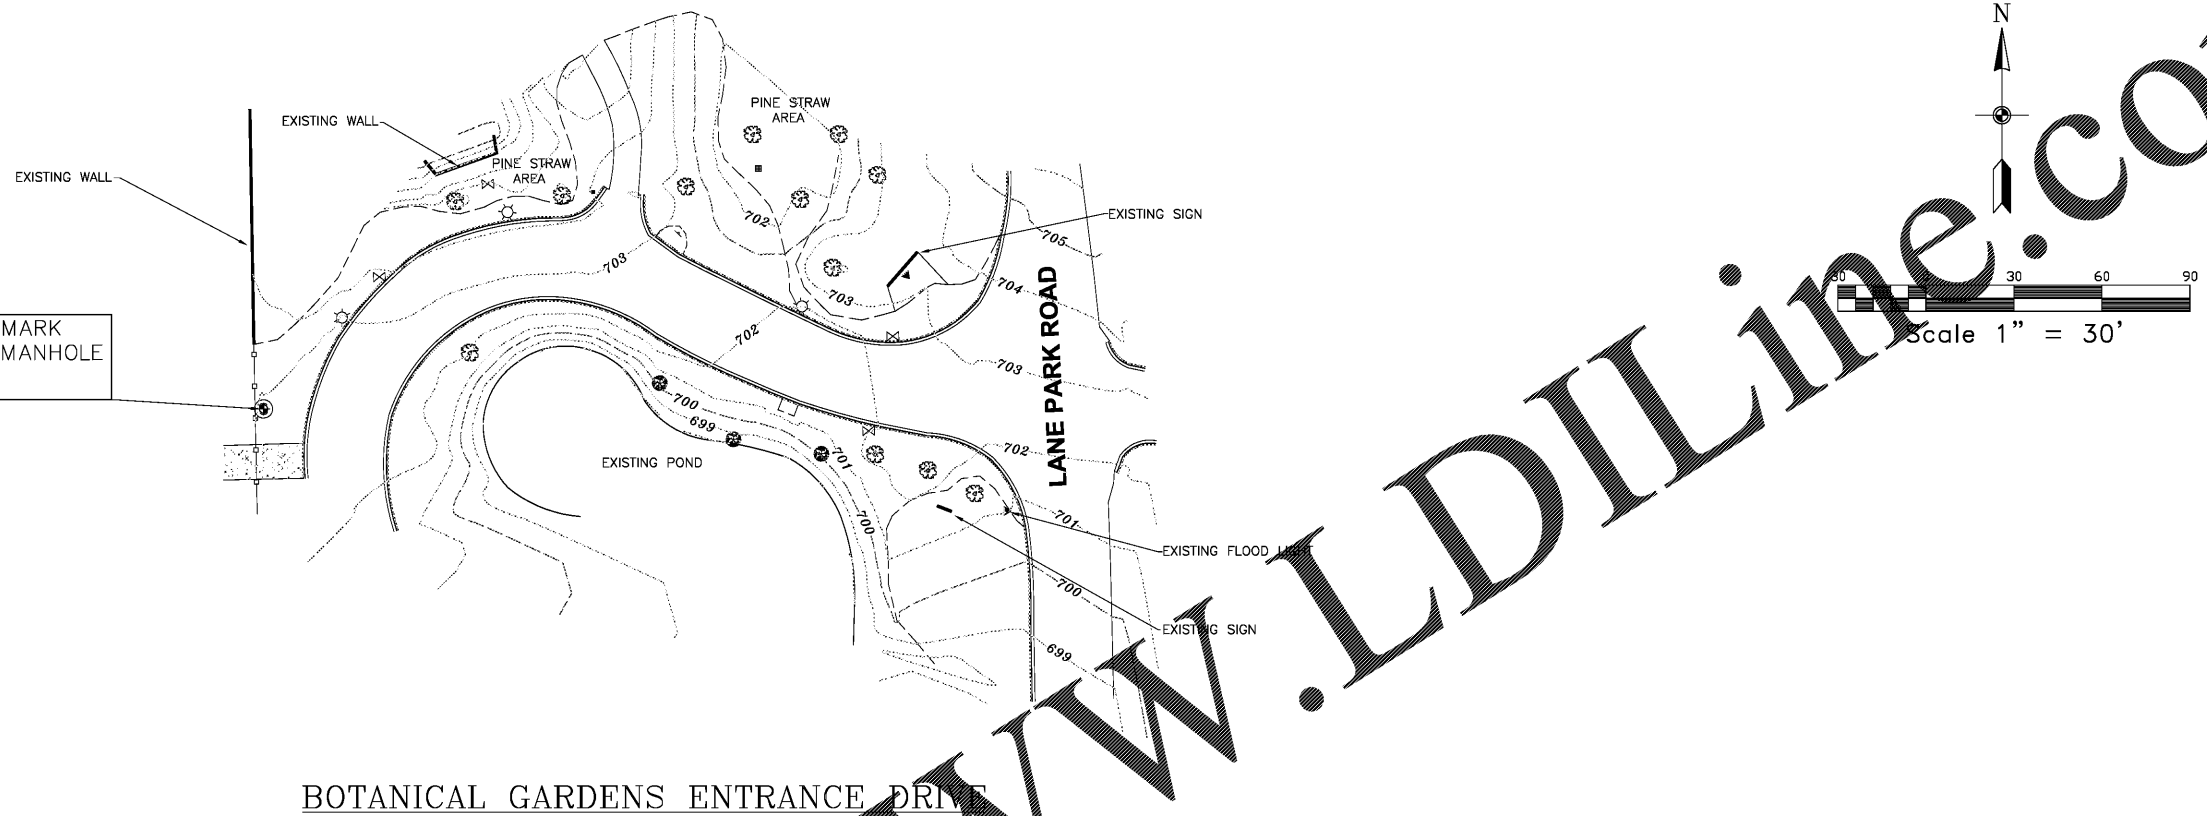 N
PINE STRAW
AREA
EXISTING WALL
PINE STRAW
AREA
EXISTING WALL
EXISTING SIGN
702
705
703
704
703
30 0 30 60 90
Scale 1" = 30'
MARK
MANHOLE
702
703
LANE PARK ROAD
700
699
701
702
EXISTING POND
700
701
EXISTING FLOOD LIGHT
700
EXISTING SIGN
699
BOTANICAL GARDENS ENTRANCE DRIVE
www.LDILine.co